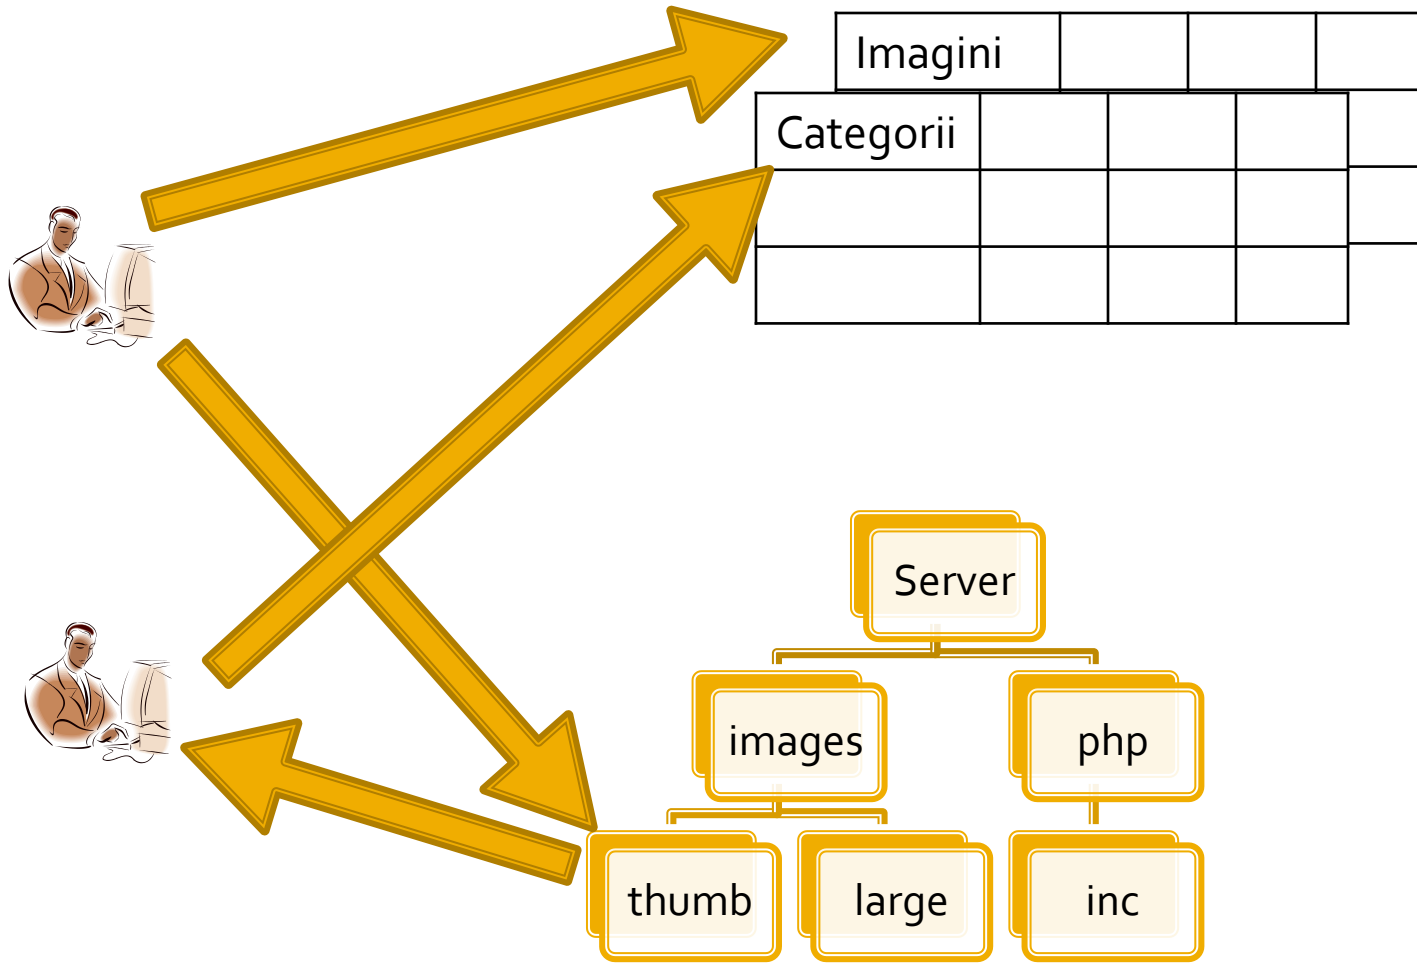 Imagini
Categorii
Server
images
php
thumb
large
inc